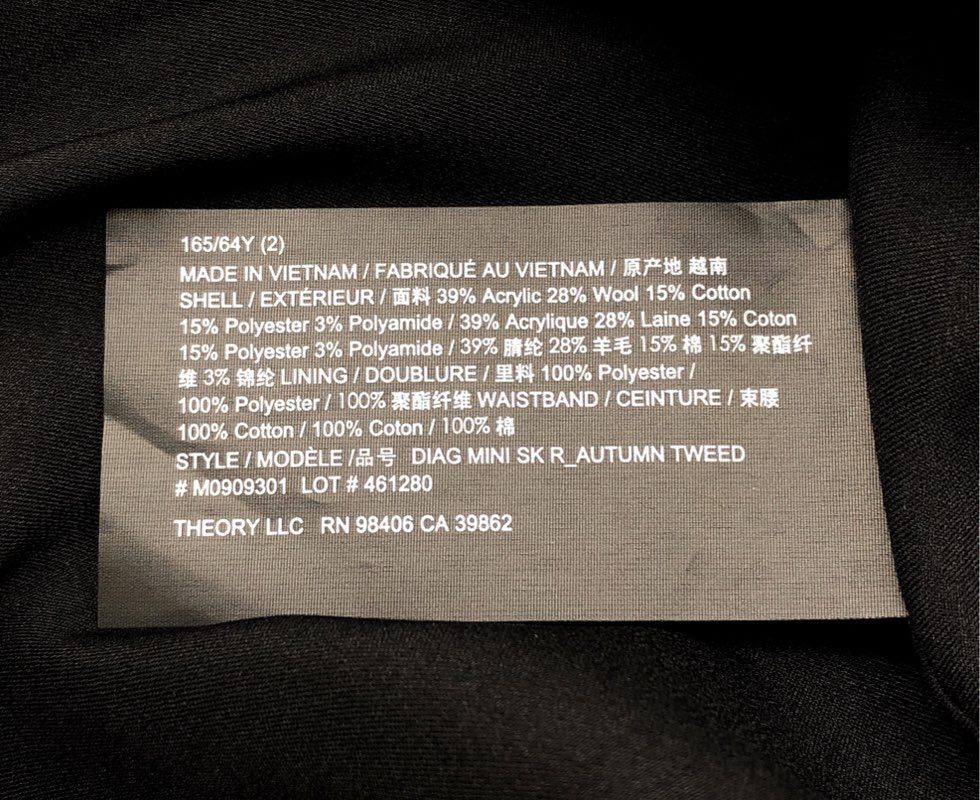 165/64Y (2)
MADE IN VIETNAM / FABRIQUÉ AU VIETNAM / 原产地 越南
SHELL / EXTÉRIEUR / 面料 39% Acrylic 28% Wool 15% Cotton
15% Polyester 3% Polyamide / 39% Acrylique 28% Laine 15% Coton
15% Polyester 3% Polyamide / 39% 腈纶 28% 羊毛 15% 棉 15% 聚酯纤
维 3% 锦纶 LINING / DOUBLURE / 里料 100% Polyester /
100% Polyester / 100% 聚酯纤维 WAISTBAND / CEINTURE / 束腰
100% Cotton / 100% Coton / 100% 棉
STYLE / MODÈLE /品号 DIAG MINI SK R_AUTUMN TWEED
# M0909301 LOT # 461280
THEORY LLC RN 98406 CA 39862